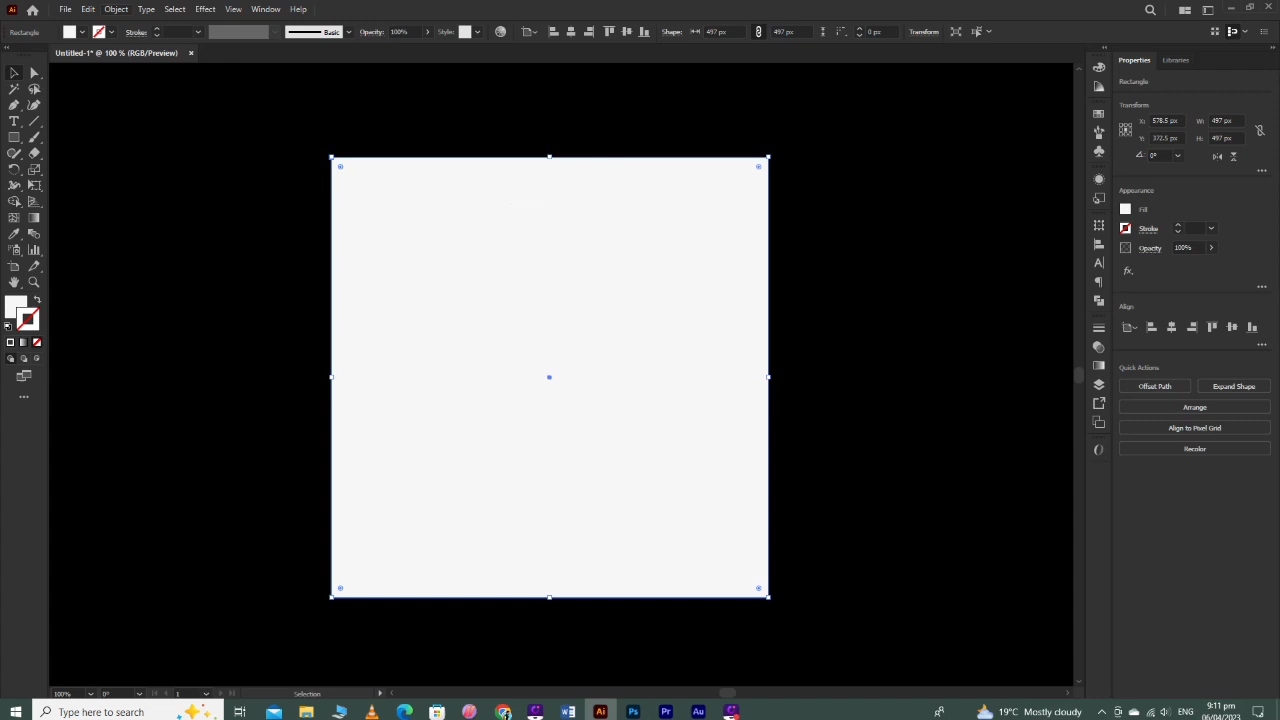 Ai File Edit Object Type Select Effect View Window Help
Rectangle Stroke: Basic Opacity: 100% Style: Shape: 497 px 497 px 0 px Transform
Untitled-1* @ 100 % (RGB/Preview) ×
Properties Libraries
Rectangle
Transform
X: 578.5 px W: 497 px
Y: 372.5 px H: 497 px
0°
Appearance
Fill
Stroke
Opacity 100%
fx.
Align
Quick Actions
Offset Path Expand Shape
Arrange
Align to Pixel Grid
Recolor
100% 0° 1 Selection
Type here to search
19°C Mostly cloudy ENG 9:11 pm
06/04/2023